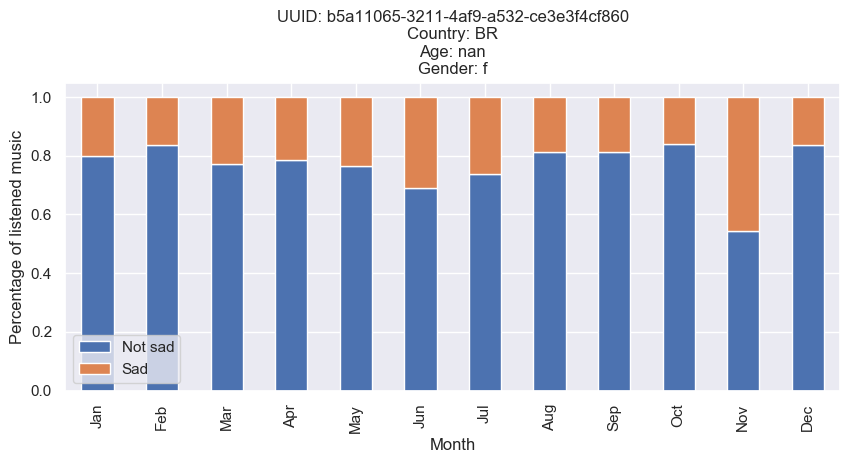 UUID: b5a11065-3211-4af9-a532-ce3e3f4cf860
Country: BR
Age: nan
Gender: f
1.0
0.8
0.6
0.4
0.2
0.0
Percentage of listened music
Not sad
Sad
Jan
Feb
Mar
Apr
May
Jun
Jul
Aug
Sep
Oct
Nov
Dec
Month